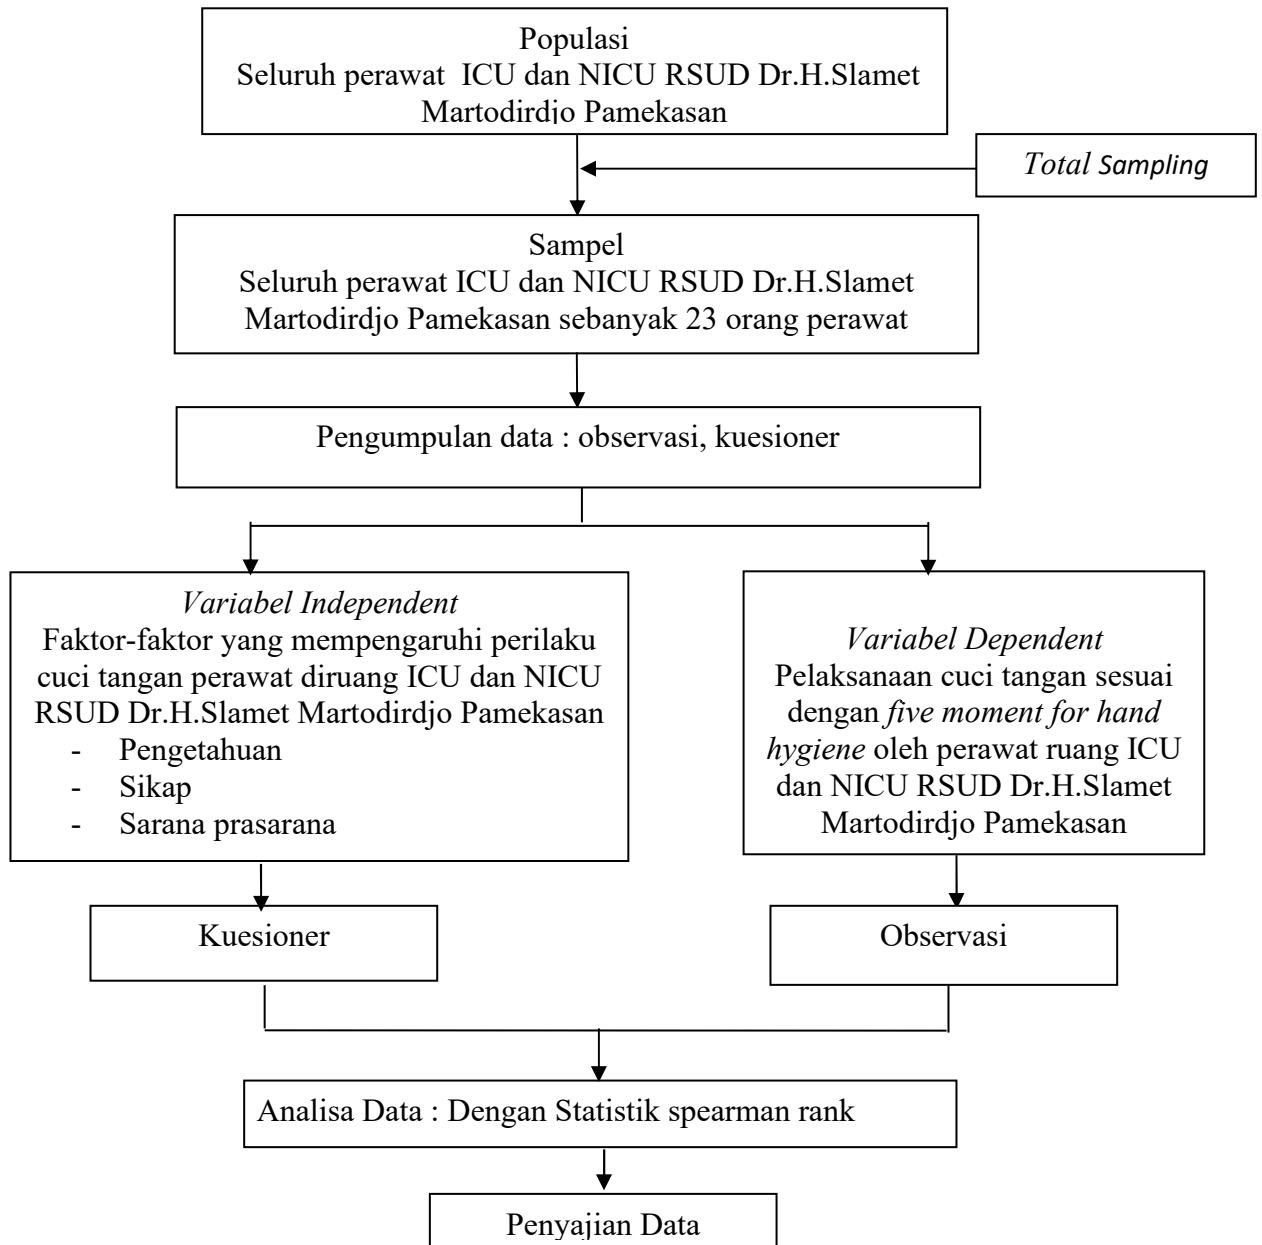 Populasi
Seluruh perawat ICU dan NICU RSUD Dr.H.Slamet
Martodirdjo Pamekasan
Total Sampling
Sampel
Seluruh perawat ICU dan NICU RSUD Dr.H.Slamet
Martodirdjo Pamekasan sebanyak 23 orang perawat
Pengumpulan data : observasi, kuesioner
Variabel Independent
Faktor-faktor yang mempengaruhi perilaku
cuci tangan perawat diruang ICU dan NICU
RSUD Dr.H.Slamet Martodirdjo Pamekasan
- Pengetahuan
- Sikap
- Sarana prasarana
Variabel Dependent
Pelaksanaan cuci tangan sesuai
dengan five moment for hand
hygiene oleh perawat ruang ICU
dan NICU RSUD Dr.H.Slamet
Martodirdjo Pamekasan
Kuesioner
Observasi
Analisa Data : Dengan Statistik spearman rank
Penyajian Data